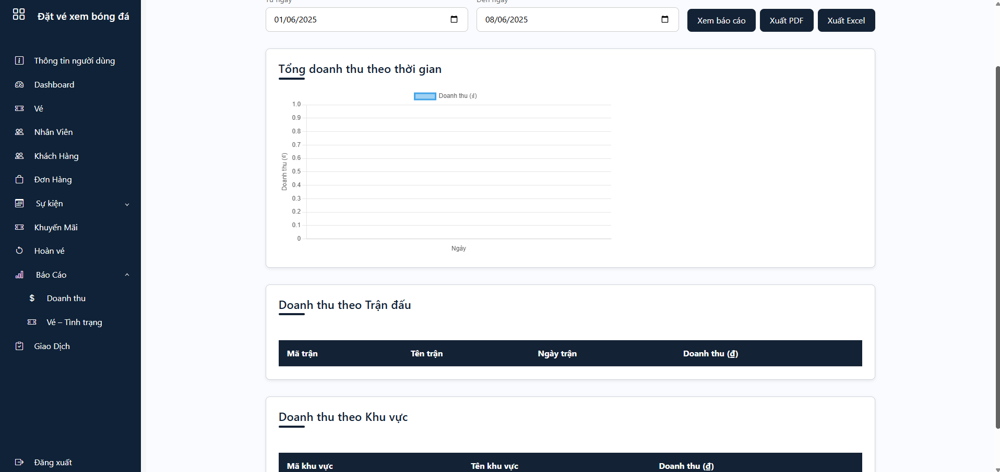 Đặt vé xem bóng đá
Thông tin người dùng
Dashboard
Vé
Nhân Viên
Khách Hàng
Đơn Hàng
Sự kiện
Khuyến Mãi
Hoàn vé
Báo Cáo
$ Doanh thu
Vé – Tình trạng
Giao Dịch
Đăng xuất
Từ ngày
Đến ngày
01/06/2025
08/06/2025
Xem báo cáo
Xuất PDF
Xuất Excel
Tổng doanh thu theo thời gian
Doanh thu (₫)
1.0
0.9
0.8
0.7
0.6
0.5
0.4
0.3
0.2
0.1
0
Doanh thu (₫)
Ngày
Doanh thu theo Trận đấu
Mã trận Tên trận Ngày trận Doanh thu (₫)
Doanh thu theo Khu vực
Mã khu vực Tên khu vực Doanh thu (₫)